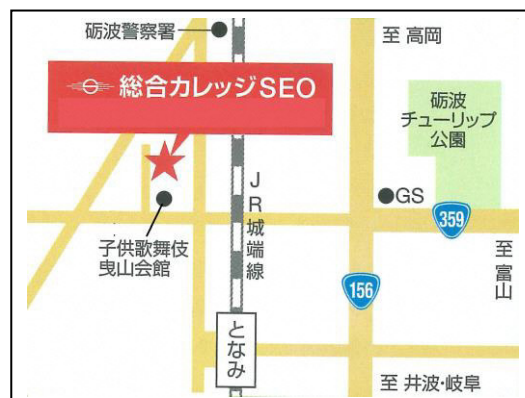 砺波警察署
至 高岡
総合カレッジSEO
砺波
チューリップ
公園
JR城端線
GS
359
子供歌舞伎
曳山会館
至 富山
156
となみ
至 井波・岐阜